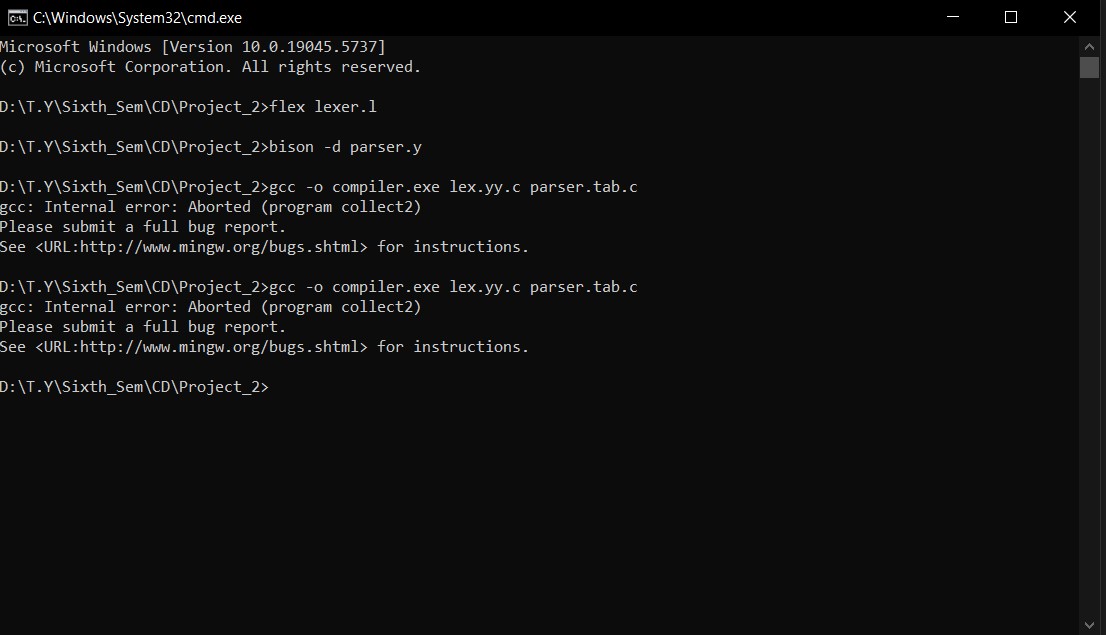 C:\Windows\System32\cmd.exe
Microsoft Windows [Version 10.0.19045.5737]
(c) Microsoft Corporation. All rights reserved.
D:\T.Y\Sixth_Sem\CD\Project_2>flex lexer.l
D:\T.Y\Sixth_Sem\CD\Project_2>bison -d parser.y
D:\T.Y\Sixth_Sem\CD\Project_2>gcc -o compiler.exe lex.yy.c parser.tab.c
gcc: Internal error: Aborted (program collect2)
Please submit a full bug report.
See <URL:http://www.mingw.org/bugs.shtml> for instructions.
D:\T.Y\Sixth_Sem\CD\Project_2>gcc -o compiler.exe lex.yy.c parser.tab.c
gcc: Internal error: Aborted (program collect2)
Please submit a full bug report.
See <URL:http://www.mingw.org/bugs.shtml> for instructions.
D:\T.Y\Sixth_Sem\CD\Project_2>